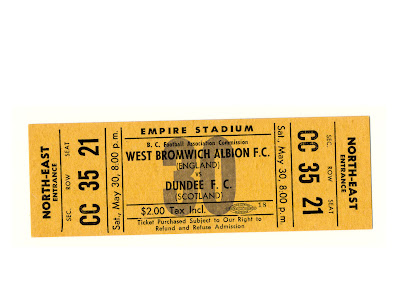 NORTH-EAST
ENTRANCE
SEC. ROW SEAT
CC 35 21
Sat., May 30, 8:00 p.m.
30
EMPIRE STADIUM
B. C. Football Association Commission
WEST BROMWICH ALBION F.C.
(ENGLAND)
VS
DUNDEE F. C.
(SCOTLAND)
$2.00 Tax Incl.
18
Ticket Purchased Subject to Our Right to
Refund and Refuse Admission
Sat., May 30, 8:00 p.m.
CC 35 21
SEC. ROW SEAT
NORTH-EAST
ENTRANCE